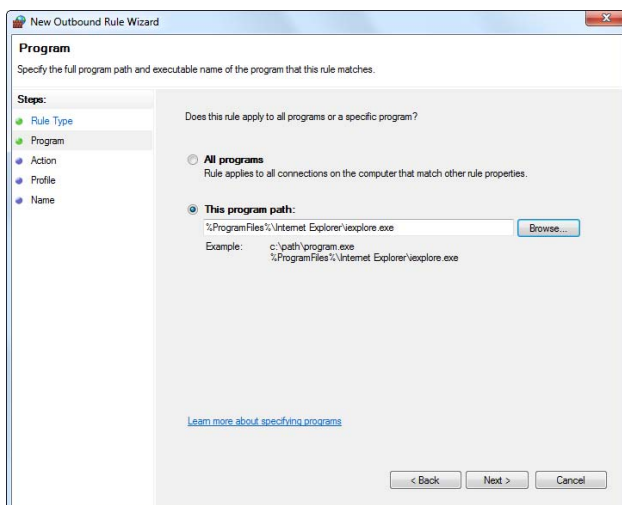 New Outbound Rule Wizard
Program
Specify the full program path and executable name of the program that this rule matches.
Steps:
Rule Type
Program
Action
Profile
Name
Does this rule apply to all programs or a specific program?
All programs
Rule applies to all connections on the computer that match other rule properties.
This program path:
%ProgramFiles%\Internet Explorer\iexplore.exe
Browse...
Example: c:\path\program.exe
%ProgramFiles%\Internet Explorer\iexplore.exe
Learn more about specifying programs
< Back Next > Cancel